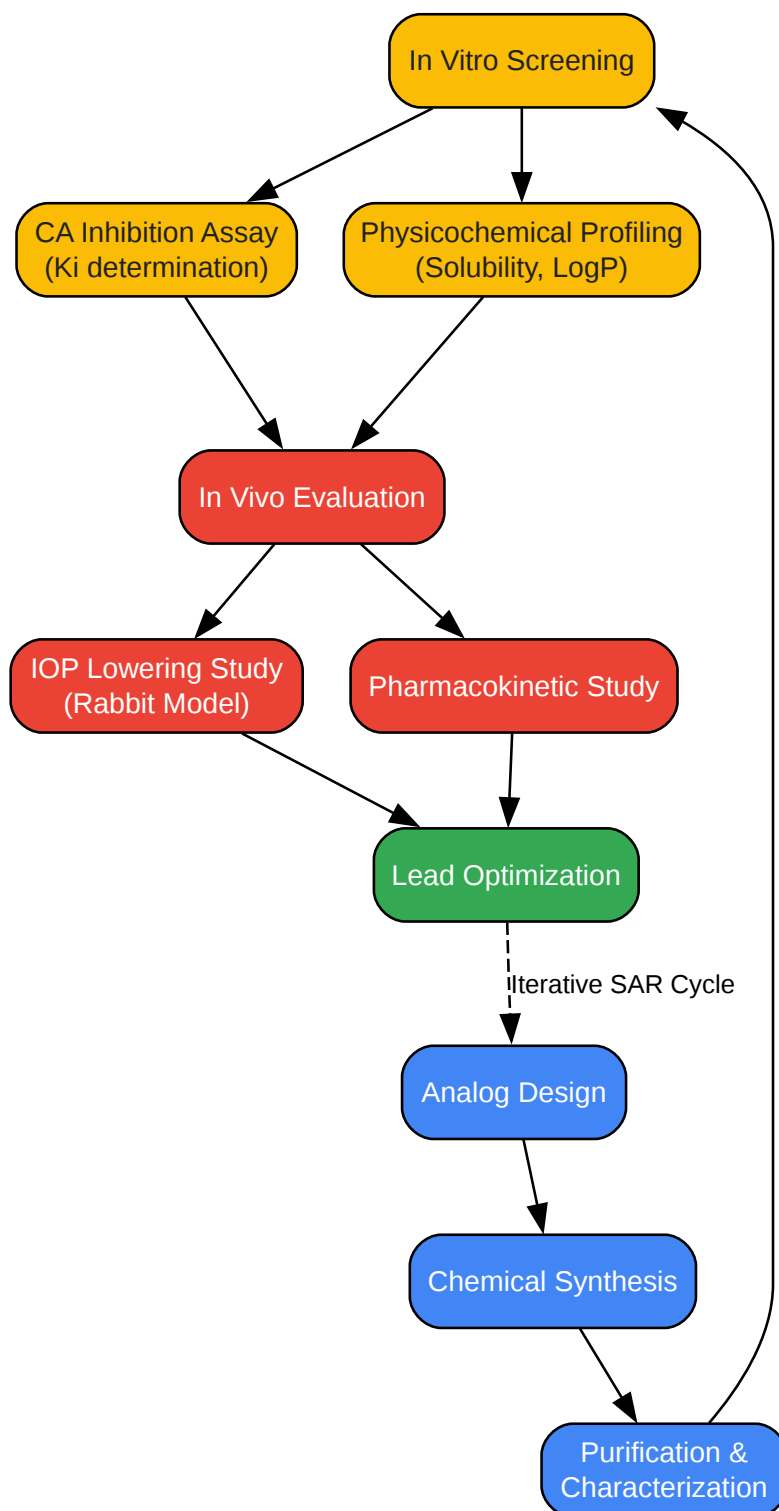 In Vitro Screening
CA Inhibition Assay
(Ki determination)
Physicochemical Profiling
(Solubility, LogP)
In Vivo Evaluation
IOP Lowering Study
(Rabbit Model)
Pharmacokinetic Study
Lead Optimization
Iterative SAR Cycle
Analog Design
Chemical Synthesis
Purification &
Characterization